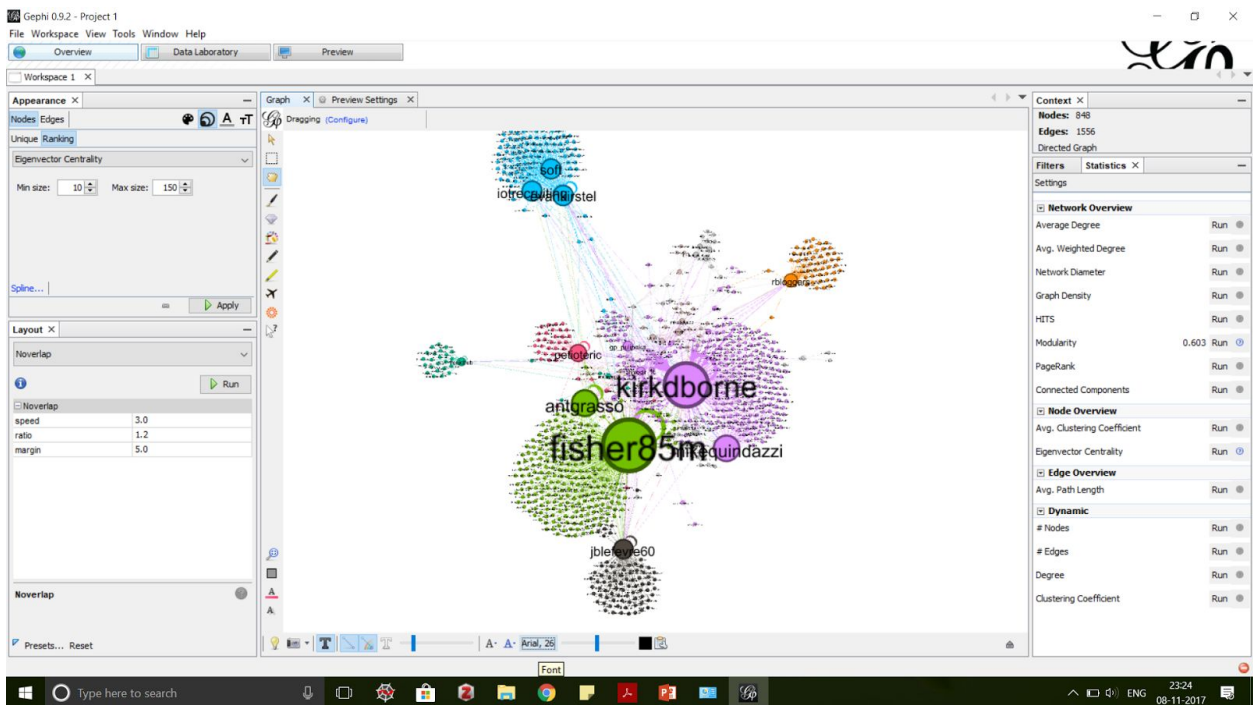 Gephi 0.9.2 - Project 1
File Workspace View Tools Window Help
Overview Data Laboratory Preview
Workspace 1
Appearance
Nodes Edges
Unique Ranking
Eigenvector Centrality
Min size: 10 Max size: 150
Spline...
Apply
Layout
Noverlap
Run
Noverlap
speed 3.0
ratio 1.2
margin 5.0
Noverlap
Presets... Reset
Graph Preview Settings
Dragging (Configure)
soft
rbloggers
kirkdborne
antgrasso
fisher85m
mikequindazzi
jblefevre60
Arial, 26
Font
Context
Nodes: 848
Edges: 1556
Directed Graph
Filters Statistics
Settings
Network Overview
Average Degree Run
Avg. Weighted Degree Run
Network Diameter Run
Graph Density Run
HITS Run
Modularity 0.603 Run
PageRank Run
Connected Components Run
Node Overview
Avg. Clustering Coefficient Run
Eigenvector Centrality Run
Edge Overview
Avg. Path Length Run
Dynamic
# Nodes Run
# Edges Run
Degree Run
Clustering Coefficient Run
Type here to search
ENG
23:24
08-11-2017